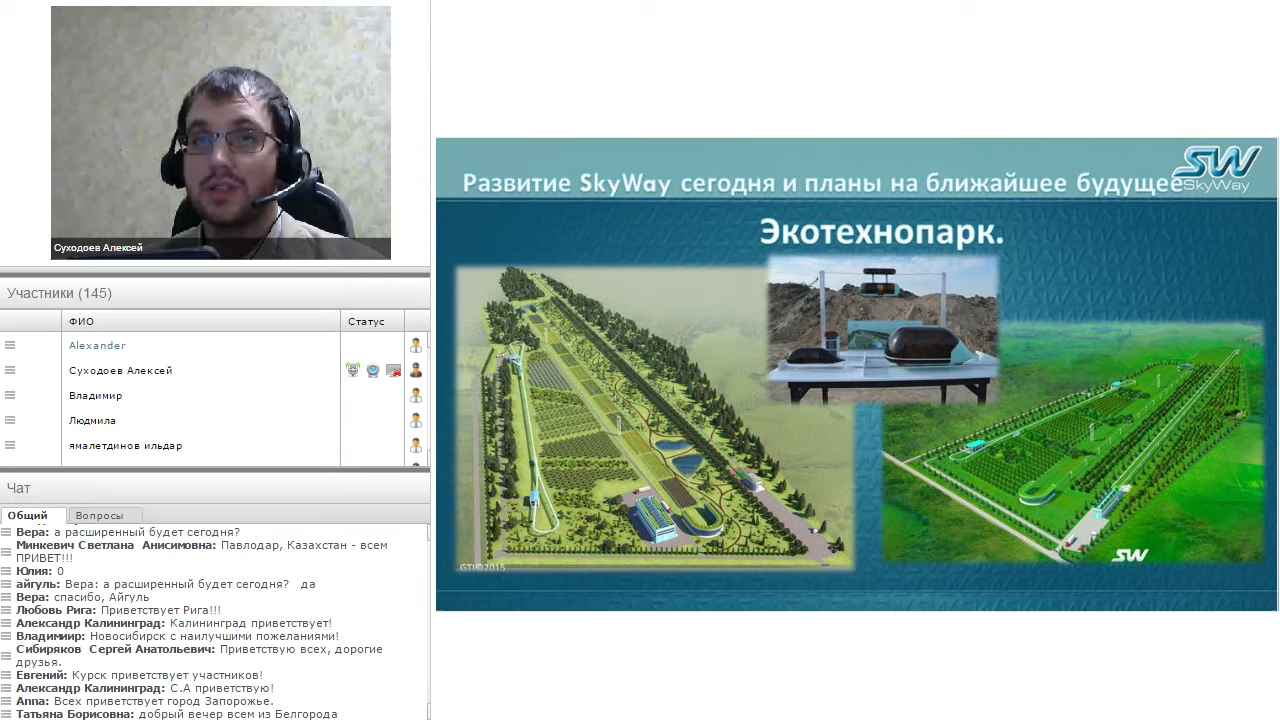 Суходоев Алексей
Участники (145)
ФИО Статус
Alexander
Суходоев Алексей
Владимир
Людмила
ямалетдинов ильдар
Чат
Общий Вопросы
Вера: а расширенный будет сегодня?
Минкевич Светлана Анисимовна: Павлодар, Казахстан - всем
ПРИВЕТ!!!
Юлия: 0
айгуль: Вера: а расширенный будет сегодня? да
Вера: спасибо, Айгуль
Любовь Рига: Приветствует Рига!!!
Александр Калининград: Калининград приветствует!
Владимиир: Новосибирск с наилучшими пожеланиями!
Сибиряков Сергей Анатольевич: Приветствую всех, дорогие
друзья.
Евгений: Курск приветствует участников!
Александр Калининград: С.А приветствую!
Anna: Всех приветствует город Запорожье.
Татьяна Борисовна: добрый вечер всем из Белгорода
SW
SkyWay
Развитие SkyWay сегодня и планы на ближайшее будущее
Экотехнопарк.
GTI©2015
SW